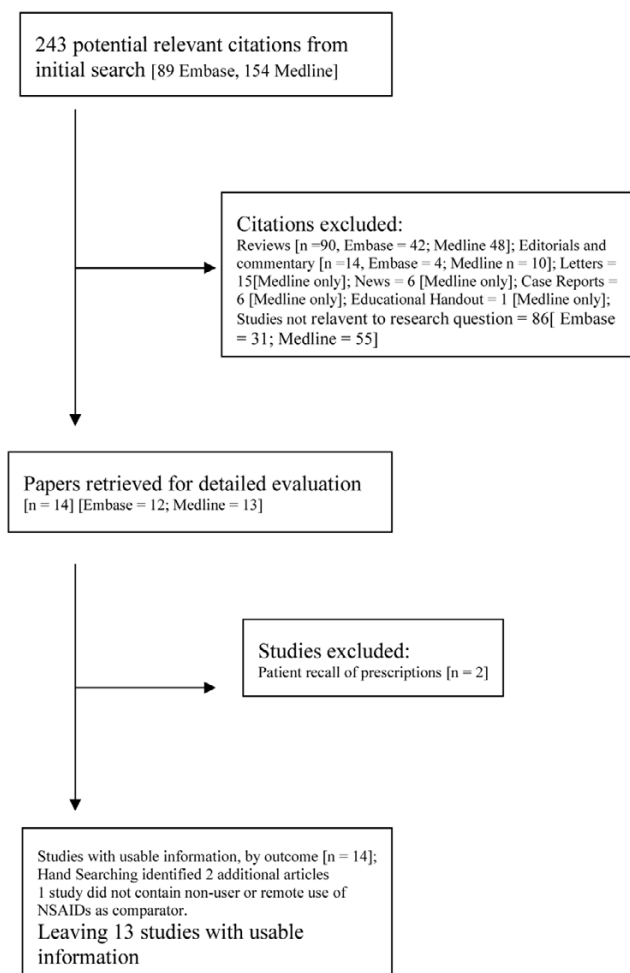 243 potential relevant citations from
initial search [89 Embase, 154 Medline]
Citations excluded:
Reviews [n =90, Embase = 42; Medline 48]; Editorials and
commentary [n =14, Embase = 4; Medline n = 10]; Letters =
15[Medline only]; News = 6 [Medline only]; Case Reports =
6 [Medline only]; Educational Handout = 1 [Medline only];
Studies not relavent to research question = 86[ Embase
= 31; Medline = 55]
Papers retrieved for detailed evaluation
[n = 14] [Embase = 12; Medline = 13]
Studies excluded:
Patient recall of prescriptions [n = 2]
Studies with usable information, by outcome [n = 14];
Hand Searching identified 2 additional articles
1 study did not contain non-user or remote use of
NSAIDs as comparator.
Leaving 13 studies with usable
information